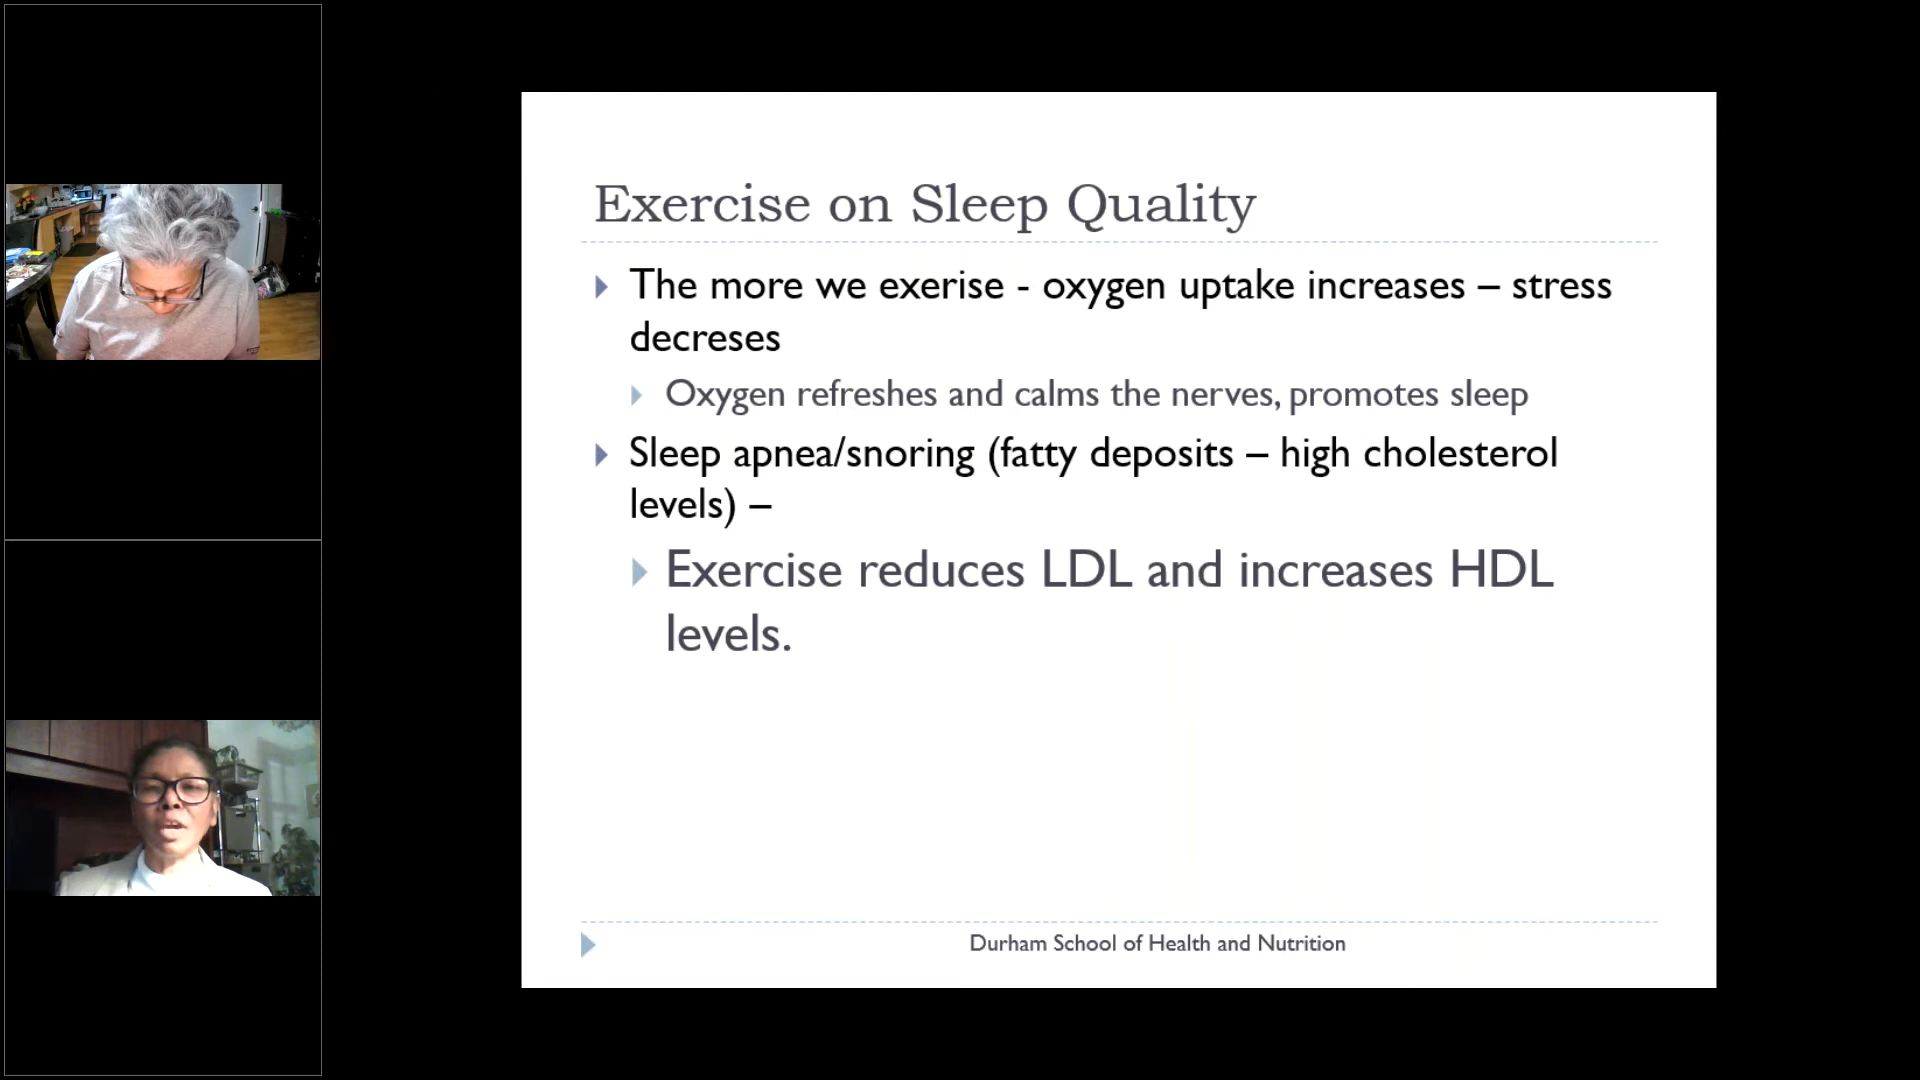 Exercise on Sleep Quality
The more we exerise - oxygen uptake increases – stress
decreses
Oxygen refreshes and calms the nerves, promotes sleep
Sleep apnea/snoring (fatty deposits – high cholesterol
levels) –
Exercise reduces LDL and increases HDL
levels.
Durham School of Health and Nutrition